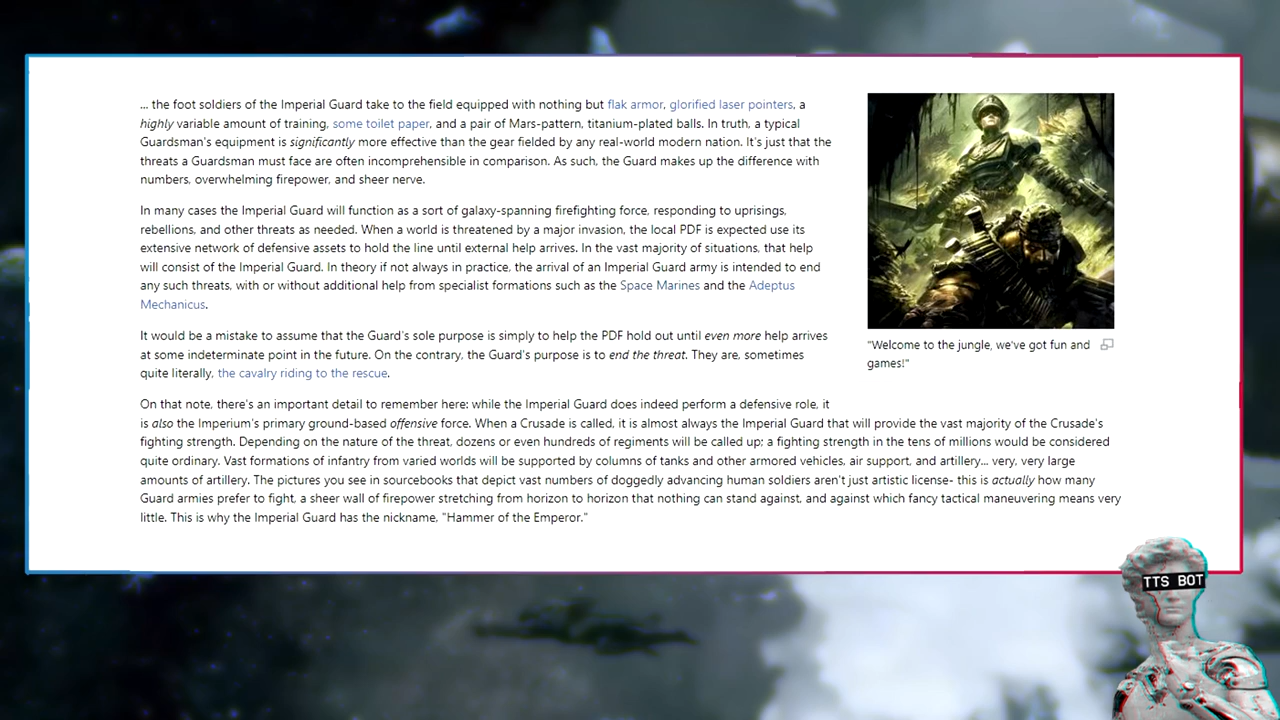 ... the foot soldiers of the Imperial Guard take to the field equipped with nothing but flak armor, glorified laser pointers, a
highly variable amount of training, some toilet paper, and a pair of Mars-pattern, titanium-plated balls. In truth, a typical
Guardsman's equipment is significantly more effective than the gear fielded by any real-world modern nation. It's just that the
threats a Guardsman must face are often incomprehensible in comparison. As such, the Guard makes up the difference with
numbers, overwhelming firepower, and sheer nerve.
In many cases the Imperial Guard will function as a sort of galaxy-spanning firefighting force, responding to uprisings,
rebellions, and other threats as needed. When a world is threatened by a major invasion, the local PDF is expected use its
extensive network of defensive assets to hold the line until external help arrives. In the vast majority of situations, that help
will consist of the Imperial Guard. In theory if not always in practice, the arrival of an Imperial Guard army is intended to end
any such threats, with or without additional help from specialist formations such as the Space Marines and the Adeptus
Mechanicus.
It would be a mistake to assume that the Guard's sole purpose is simply to help the PDF hold out until even more help arrives
at some indeterminate point in the future. On the contrary, the Guard's purpose is to end the threat. They are, sometimes
quite literally, the cavalry riding to the rescue.
"Welcome to the jungle, we've got fun and
games!"
On that note, there's an important detail to remember here: while the Imperial Guard does indeed perform a defensive role, it
is also the Imperium's primary ground-based offensive force. When a Crusade is called, it is almost always the Imperial Guard that will provide the vast majority of the Crusade's
fighting strength. Depending on the nature of the threat, dozens or even hundreds of regiments will be called up; a fighting strength in the tens of millions would be considered
quite ordinary. Vast formations of infantry from varied worlds will be supported by columns of tanks and other armored vehicles, air support, and artillery... very, very large
amounts of artillery. The pictures you see in sourcebooks that depict vast numbers of doggedly advancing human soldiers aren't just artistic license- this is actually how many
Guard armies prefer to fight, a sheer wall of firepower stretching from horizon to horizon that nothing can stand against, and against which fancy tactical maneuvering means very
little. This is why the Imperial Guard has the nickname, "Hammer of the Emperor."
TTS BOT